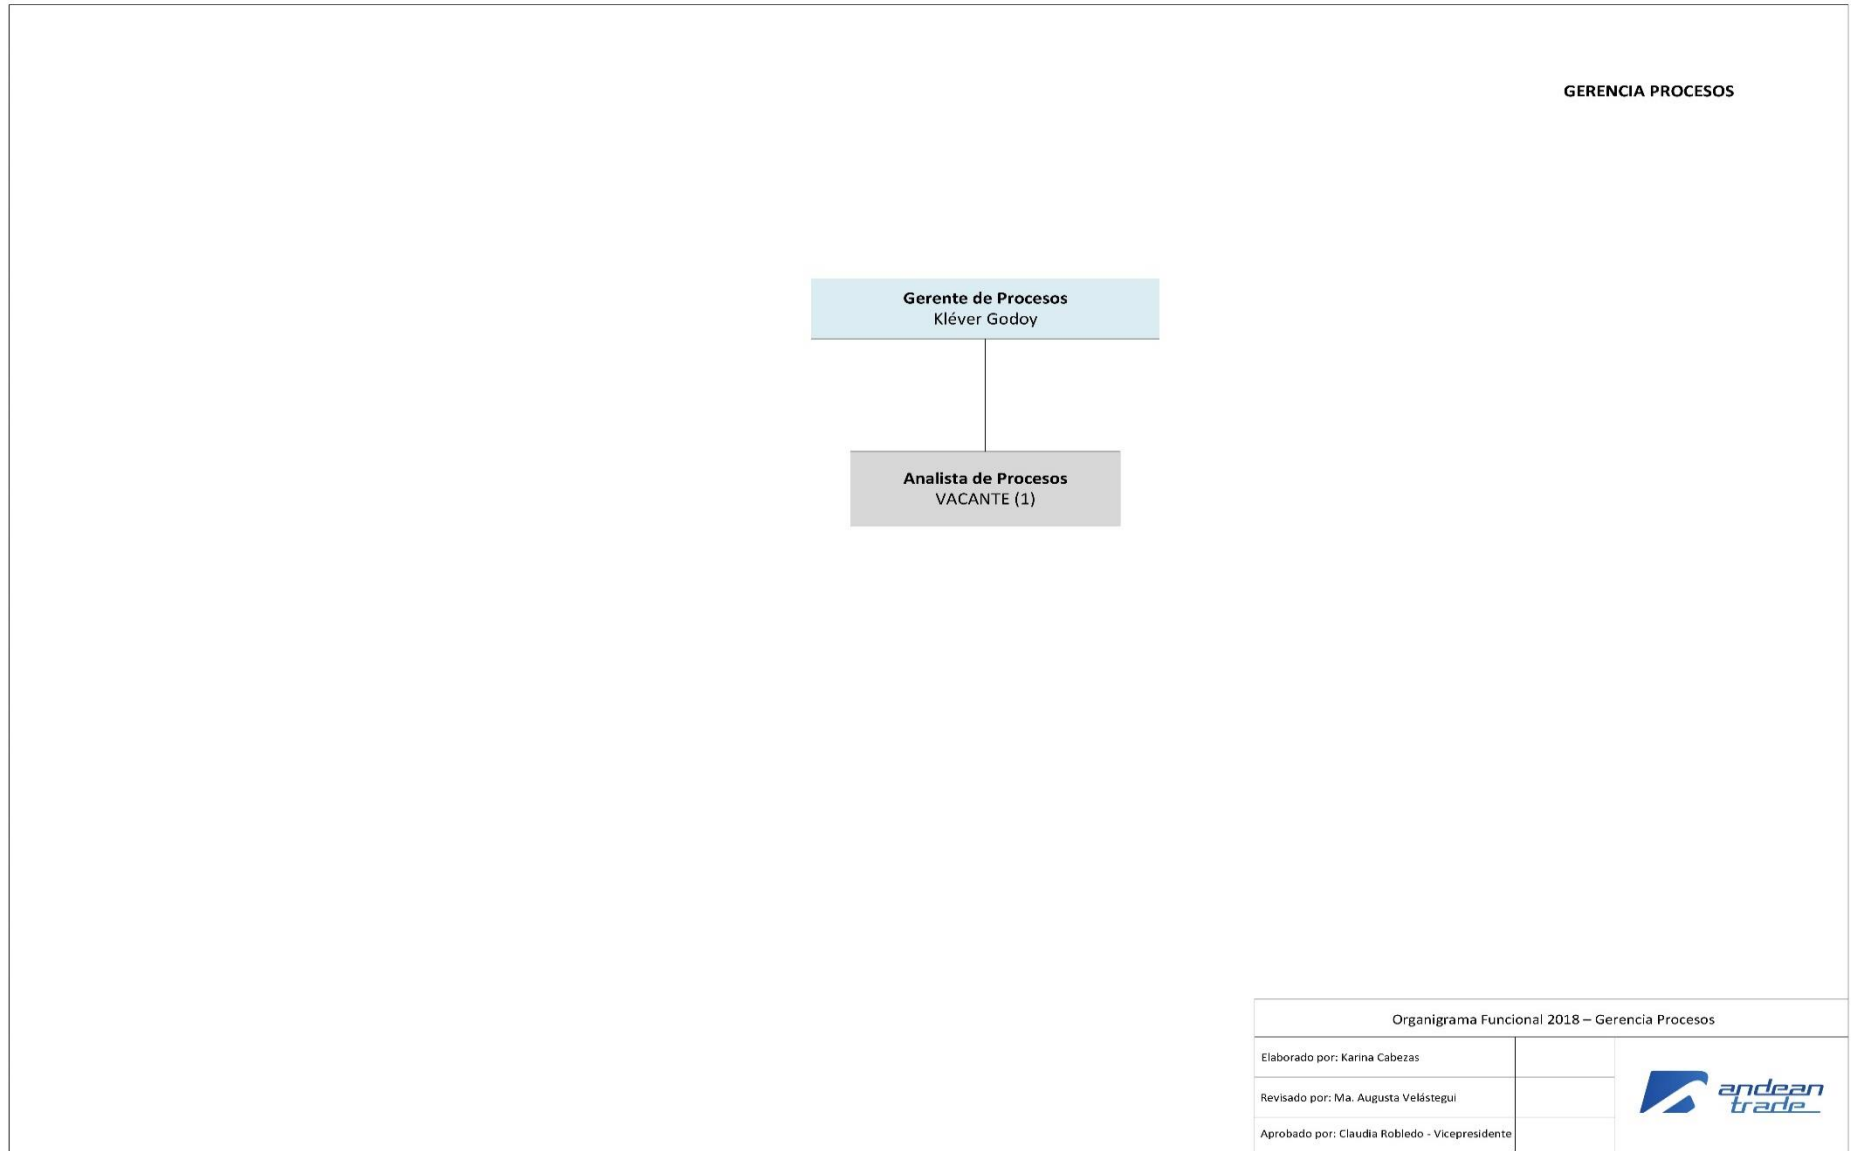 GERENCIA PROCESOS
Gerente de Procesos
Kléver Godoy
Analista de Procesos
VACANTE (1)
Organigrama Funcional 2018 – Gerencia Procesos
Elaborado por: Karina Cabezas
Revisado por: Ma. Augusta Velástegui
Aprobado por: Claudia Robledo - Vicepresidente
andean
trade